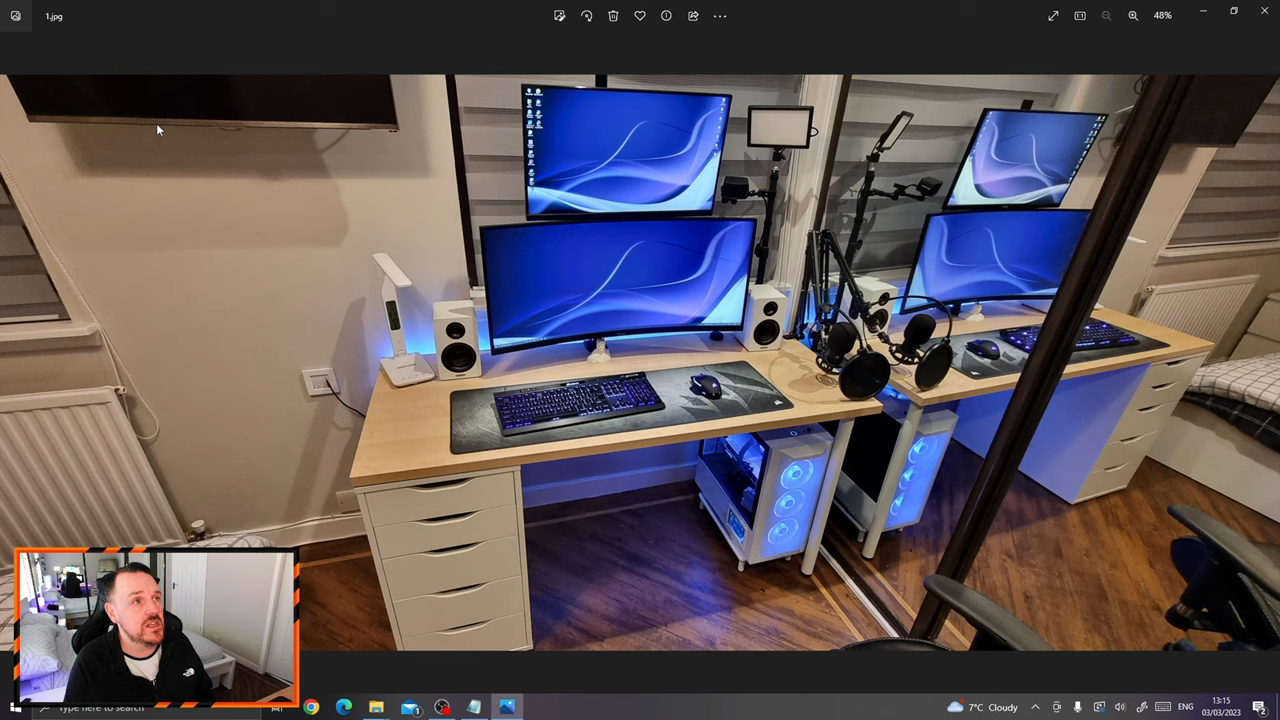 1.jpg
48%
Type here to search
7°C Cloudy
ENG
13:15
03/03/2023